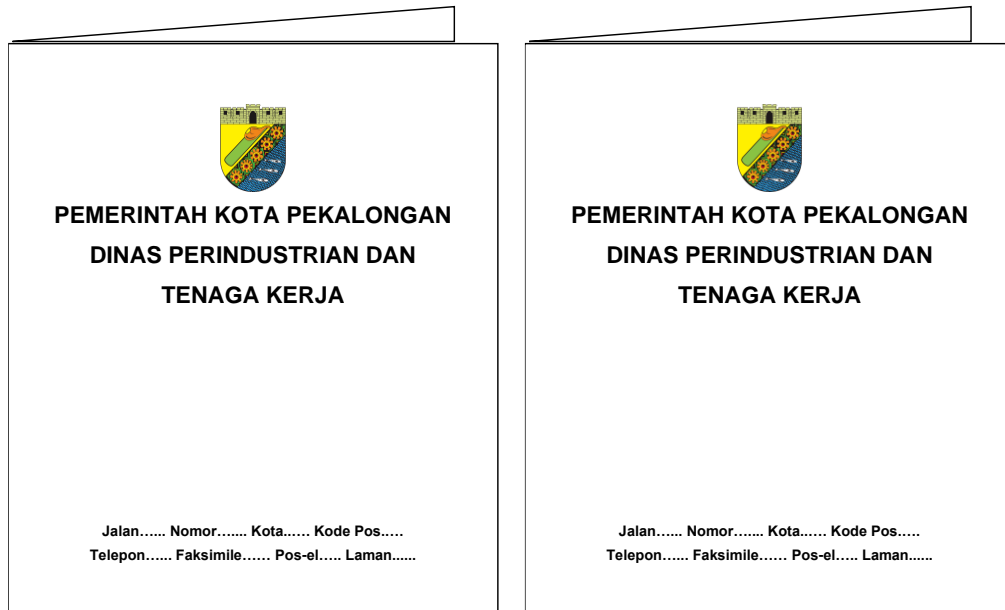 PEMERINTAH KOTA PEKALONGAN
DINAS PERINDUSTRIAN DAN
TENAGA KERJA
Jalan…... Nomor……. Kota...… Kode Pos...…
Telepon…... Faksimile…… Pos-el….. Laman......
PEMERINTAH KOTA PEKALONGAN
DINAS PERINDUSTRIAN DAN
TENAGA KERJA
Jalan…... Nomor……. Kota...… Kode Pos...…
Telepon…... Faksimile…… Pos-el….. Laman......